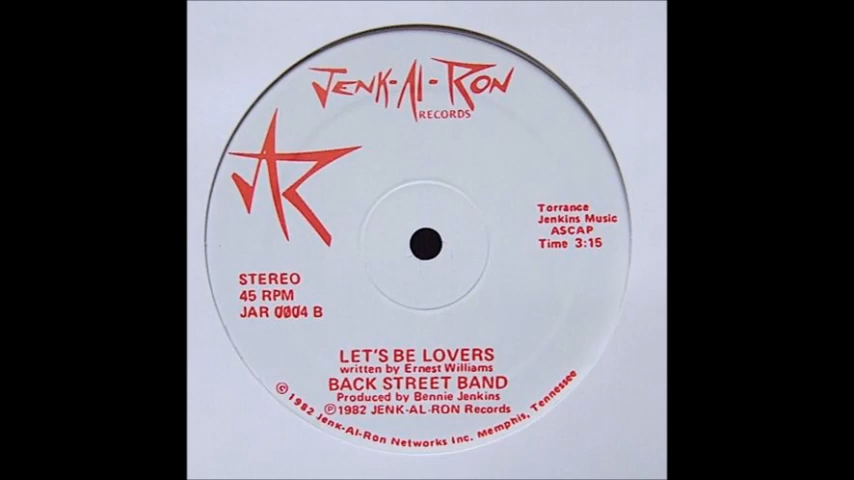 JENK-AL-RON
RECORDS
JAR
Torrance
Jenkins Music
ASCAP
Time 3:15
STEREO
45 RPM
JAR 0004 B
LET'S BE LOVERS
written by Ernest Williams
BACK STREET BAND
Produced by Bennie Jenkins
℗1982 JENK-AL-RON Records
© 1982 Jenk-Al-Ron Networks Inc. Memphis, Tennessee